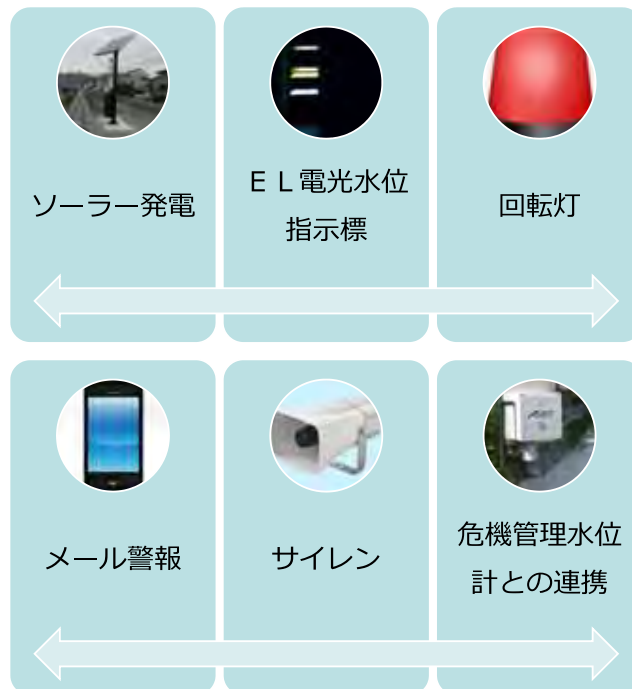 ソーラー発電
ＥＬ電光水位
指示標
回転灯
メール警報
サイレン
危機管理水位
計との連携